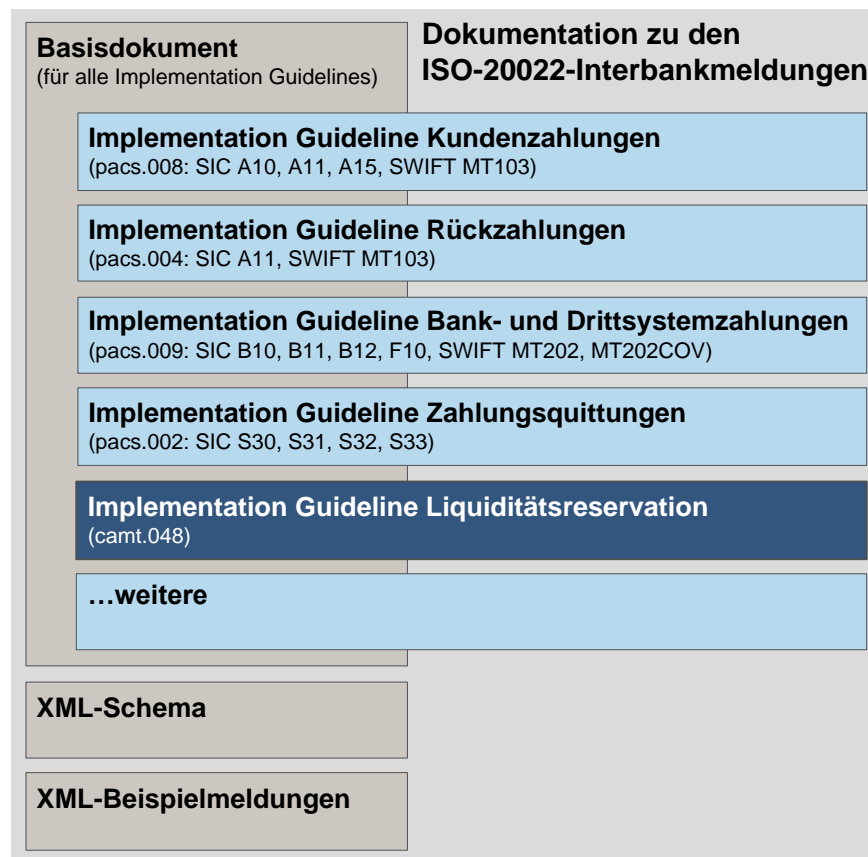 Basisdokument
(für alle Implementation Guidelines)
Dokumentation zu den
ISO-20022-Interbankmeldungen
Implementation Guideline Kundenzahlungen
(pacs.008: SIC A10, A11, A15, SWIFT MT103)
Implementation Guideline Rückzahlungen
(pacs.004: SIC A11, SWIFT MT103)
Implementation Guideline Bank- und Drittsystemzahlungen
(pacs.009: SIC B10, B11, B12, F10, SWIFT MT202, MT202COV)
Implementation Guideline Zahlungsquittungen
(pacs.002: SIC S30, S31, S32, S33)
Implementation Guideline Liquiditätsreservation
(camt.048)
…weitere
XML-Schema
XML-Beispielmeldungen